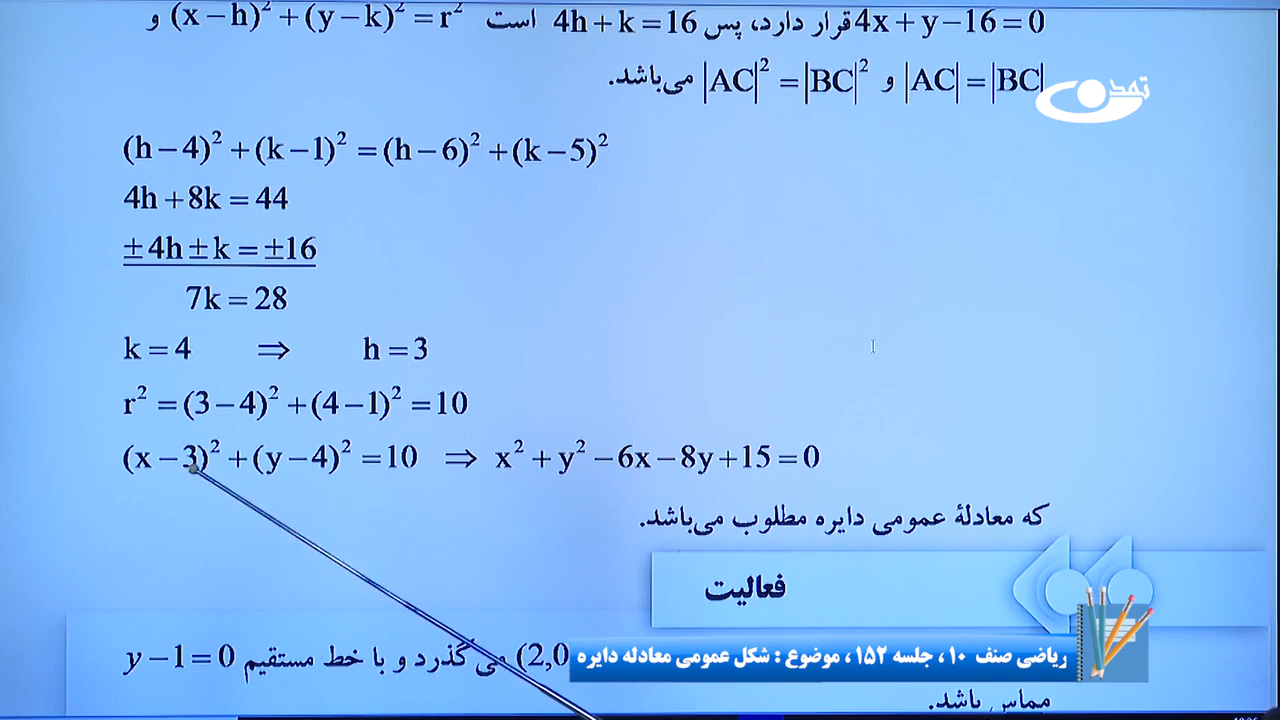 4x+y−16=0 قرار دارد، پس 4h+k=16 است (x−h)²+(y−k)²=r² و
|AC|=|BC| و |AC|²=|BC|² می‌باشد.
تمدن
(h−4)²+(k−1)²=(h−6)²+(k−5)²
4h+8k=44
±4h±k=±16
7k=28
k=4 ⇒ h=3
r²=(3−4)²+(4−1)²=10
(x−3)²+(y−4)²=10 ⇒ x²+y²−6x−8y+15=0
که معادلهٔ عمومی دایره مطلوب می‌باشد.
فعالیت
(2,0) می گذرد و با خط مستقیم y−1=0
ریاضی صنف ۱۰، جلسه ۱۵۲، موضوع : شکل عمومی معادله دایره
مماس باشد.